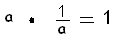 a • 1/a = 1